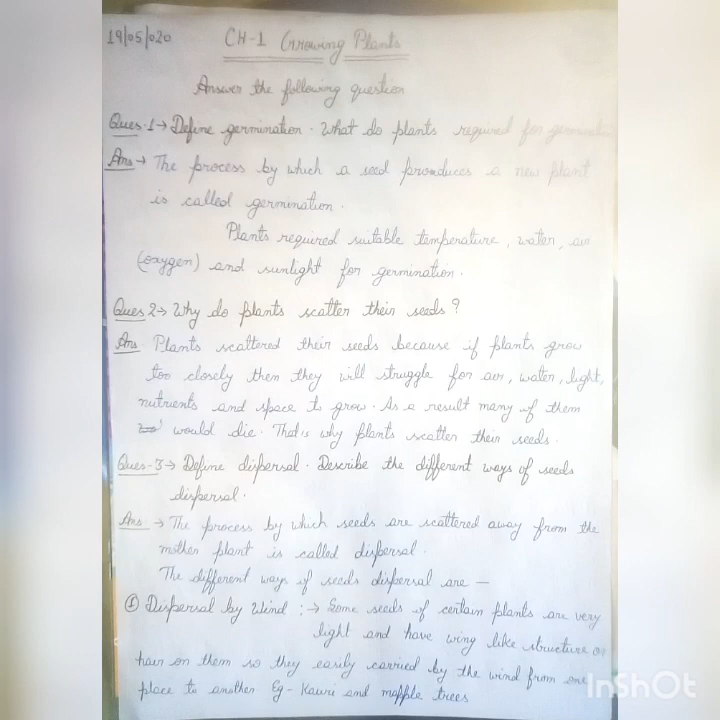 19/05/020
CH-1 Growing Plants
Answer the following question
Ques.1→ Define germination. What do plants required for germination
Ans → The process by which a seed produces a new plant
is called germination.
Plants required suitable temperature, water, air
(oxygen) and sunlight for germination.
Ques 2→ Why do plants scatter their seeds?
Ans Plants scattered their seeds because if plants grow
too closely then they will struggle for air, water, light,
nutrients and space to grow. As a result many of them
would die. That is why plants scatter their seeds.
Ques.3→ Define dispersal. Describe the different ways of seeds
dispersal.
Ans → The process by which seeds are scattered away from the
mother plant is called dispersal.
The different ways of seeds dispersal are —
① Dispersal by Wind :→ Some seeds of certain plants are very
light and have wing like structure or
hair on them so they easily carried by the wind from one
place to another Eg - Kauri and mapple trees
InShOt